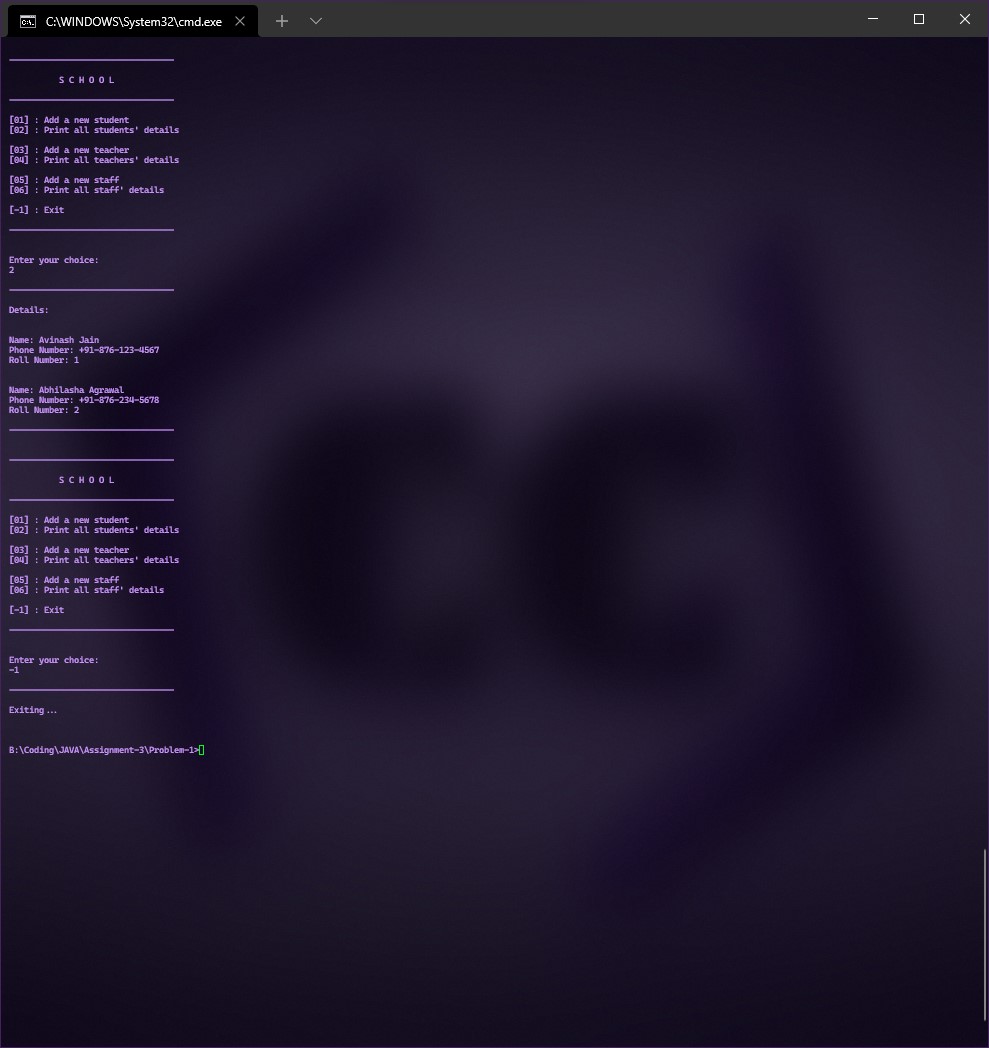 C:\WINDOWS\System32\cmd.exe
S C H O O L
[01] : Add a new student
[02] : Print all students' details
[03] : Add a new teacher
[04] : Print all teachers' details
[05] : Add a new staff
[06] : Print all staff' details
[-1] : Exit
Enter your choice:
2
Details:
Name: Avinash Jain
Phone Number: +91-876-123-4567
Roll Number: 1
Name: Abhilasha Agrawal
Phone Number: +91-876-234-5678
Roll Number: 2
S C H O O L
[01] : Add a new student
[02] : Print all students' details
[03] : Add a new teacher
[04] : Print all teachers' details
[05] : Add a new staff
[06] : Print all staff' details
[-1] : Exit
Enter your choice:
-1
Exiting...
B:\Coding\JAVA\Assignment-3\Problem-1>
CC